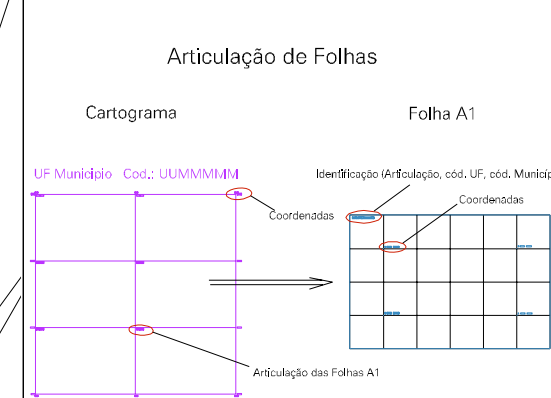 Articulação de Folhas
Cartograma
Folha A1
UF Municipio Cod.: UUMMMMM
Identificação (Articulação, cód. UF, cód. Municíp
Coordenadas
Coordenadas
Articulação das Folhas A1